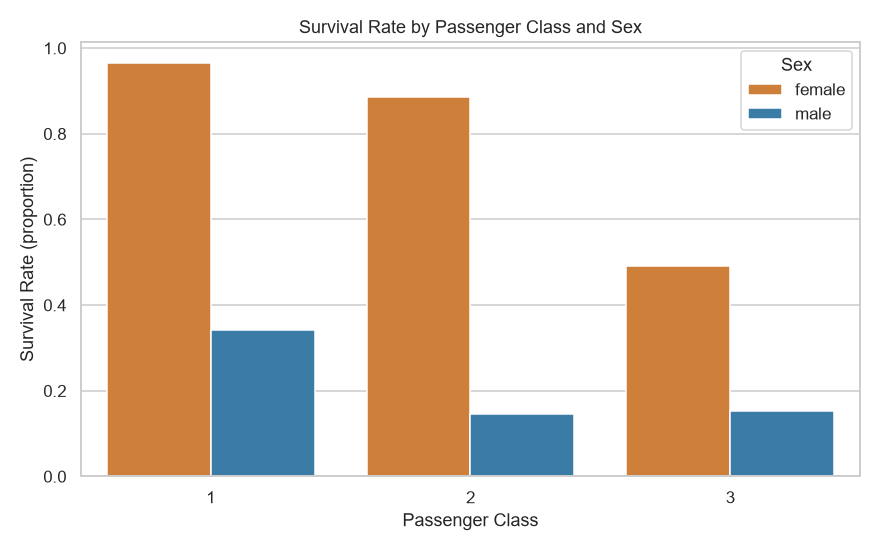 Survival Rate by Passenger Class and Sex
Survival Rate (proportion)
1.0
0.8
0.6
0.4
0.2
0.0
Sex
female
male
1 2 3
Passenger Class